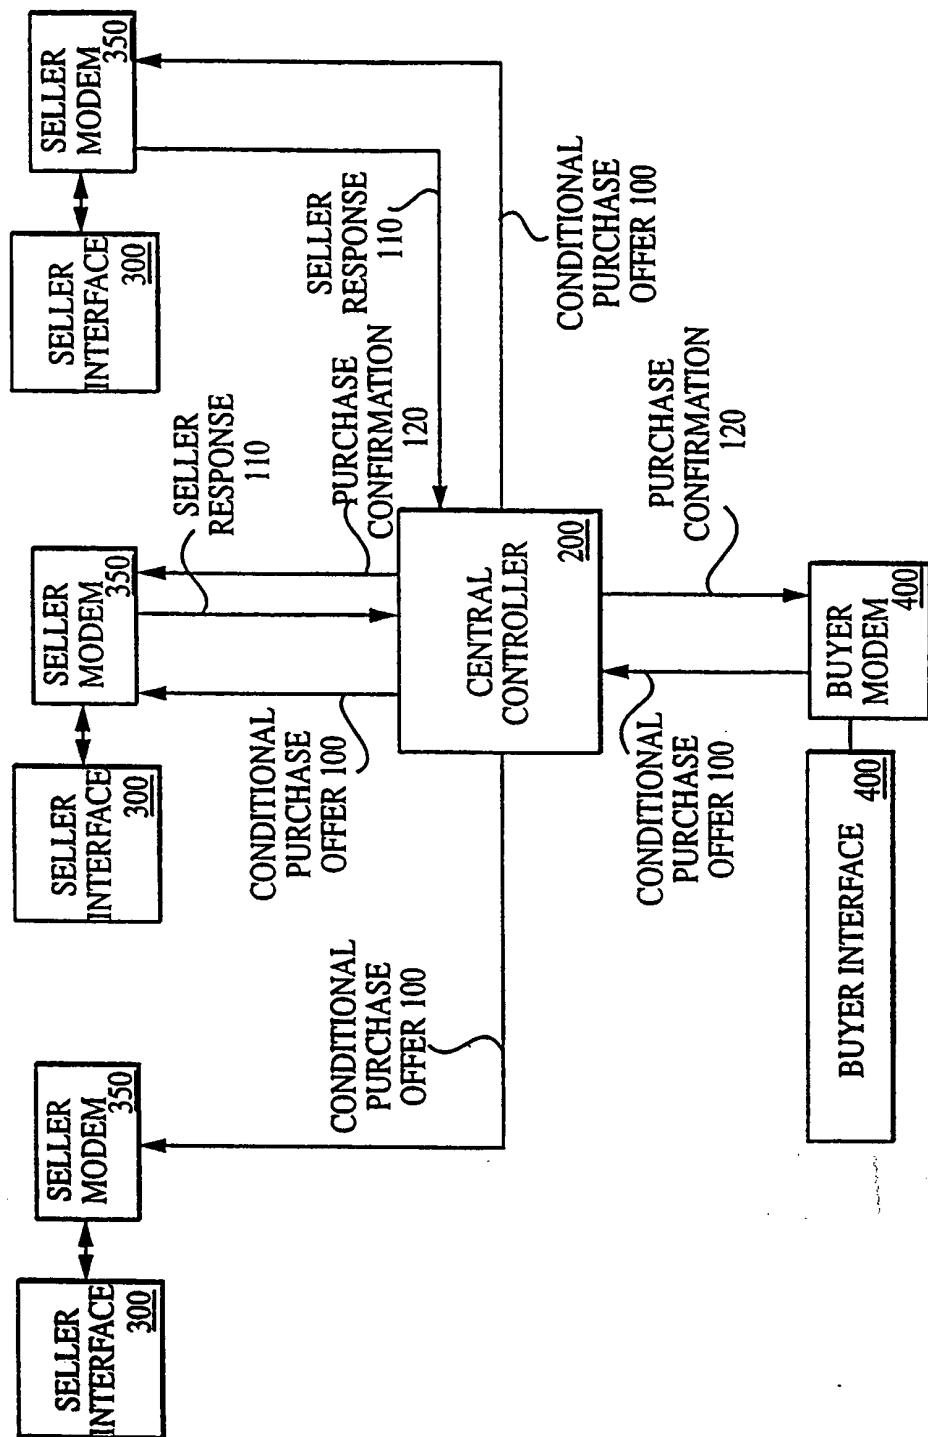 SELLER
INTERFACE
300
SELLER
MODEM
350
SELLER
INTERFACE
300
SELLER
MODEM
350
SELLER
INTERFACE
300
SELLER
MODEM
350
CONDITIONAL
PURCHASE
OFFER 100
CONDITIONAL
PURCHASE
OFFER 100
SELLER
RESPONSE
110
PURCHASE
CONFIRMATION
120
SELLER
RESPONSE
110
CENTRAL
CONTROLLER
200
CONDITIONAL
PURCHASE
OFFER 100
CONDITIONAL
PURCHASE
OFFER 100
PURCHASE
CONFIRMATION
120
BUYER INTERFACE
400
BUYER
MODEM
400